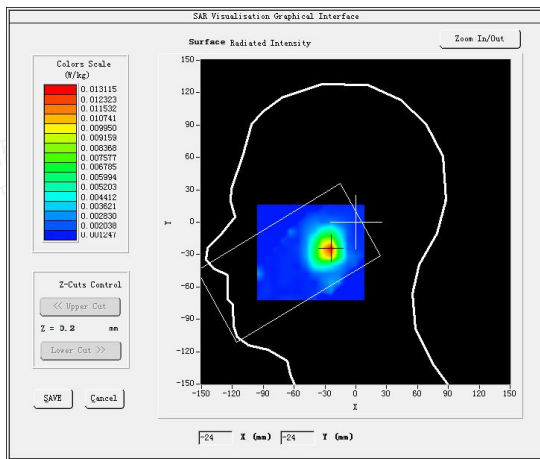 SAR Visualization Graphical Interface
Surface Radiated Intensity
Zoom In/Out
Colors Scale
(W/kg)
0.013115
0.012323
0.011532
0.010741
0.009950
0.009159
0.008368
0.007577
0.006785
0.005994
0.005203
0.004412
0.003621
0.002830
0.002038
0.001247
150
120
90
60
30
0
-30
-60
-90
-120
-150
Y
-150 -120 -90 -60 -30 0 30 60 90 120 150
X
Z-Cuts Control
<< Upper Cut
Z = 3.2 mm
Lower Cut >>
SAVE Cancel
-24 X (mm) -24 Y (mm)